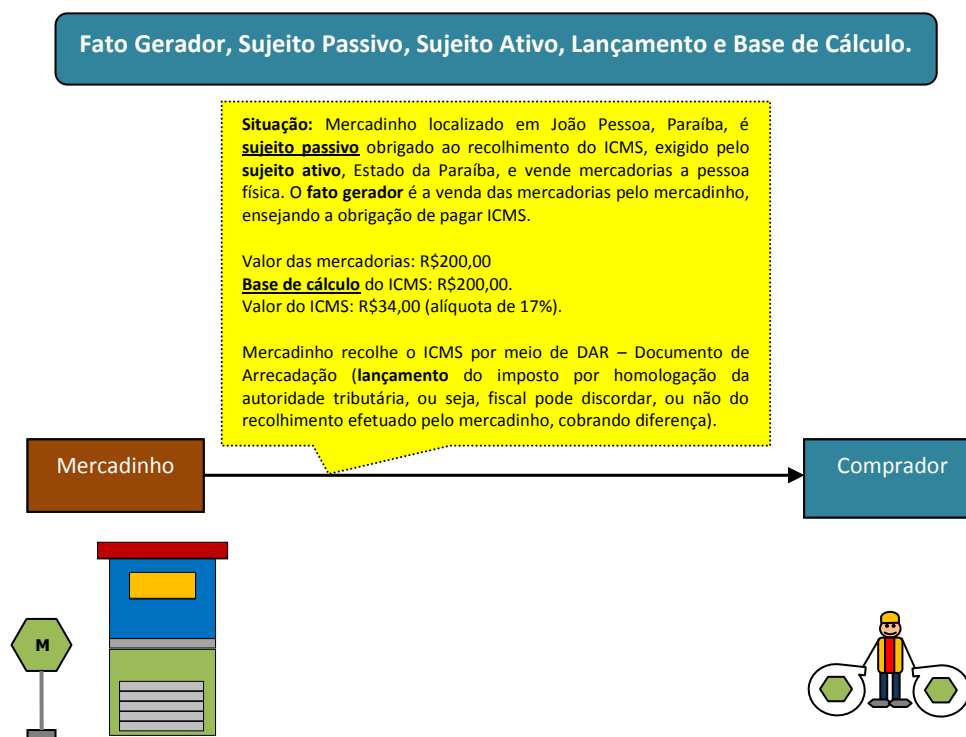 Fato Gerador, Sujeito Passivo, Sujeito Ativo, Lançamento e Base de Cálculo.
Situação: Mercadinho localizado em João Pessoa, Paraíba, é
sujeito passivo obrigado ao recolhimento do ICMS, exigido pelo
sujeito ativo, Estado da Paraíba, e vende mercadorias a pessoa
física. O fato gerador é a venda das mercadorias pelo mercadinho,
ensejando a obrigação de pagar ICMS.
Valor das mercadorias: R$200,00
Base de cálculo do ICMS: R$200,00.
Valor do ICMS: R$34,00 (alíquota de 17%).
Mercadinho recolhe o ICMS por meio de DAR – Documento de
Arrecadação (lançamento do imposto por homologação da
autoridade tributária, ou seja, fiscal pode discordar, ou não do
recolhimento efetuado pelo mercadinho, cobrando diferença).
Mercadinho
Comprador
M